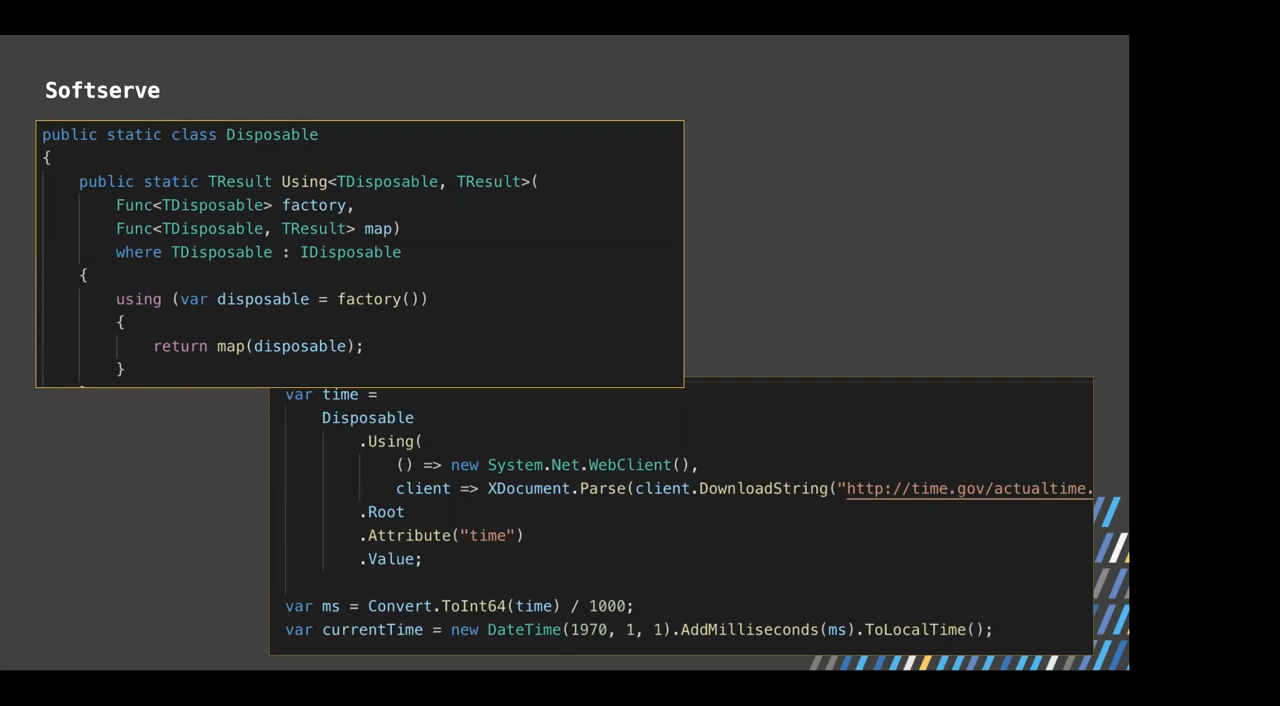 Softserve
public static class Disposable
{
    public static TResult Using<TDisposable, TResult>(
        Func<TDisposable> factory,
        Func<TDisposable, TResult> map)
        where TDisposable : IDisposable
    {
        using (var disposable = factory())
        {
            return map(disposable);
        }
var time =
    Disposable
        .Using(
            () => new System.Net.WebClient(),
            client => XDocument.Parse(client.DownloadString("http://time.gov/actualtime.
        .Root
        .Attribute("time")
        .Value;
var ms = Convert.ToInt64(time) / 1000;
var currentTime = new DateTime(1970, 1, 1).AddMilliseconds(ms).ToLocalTime();